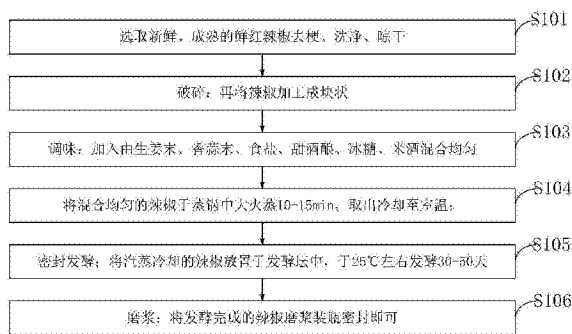 S101
选取新鲜、成熟的鲜红辣椒去梗、洗净、晾干
S102
破碎：再将辣椒加工成块状
S103
调味：加入由生姜末、香蒜末、食盐、甜酒酿、冰糖、米酒混合均匀
S104
将混合均匀的辣椒于蒸锅中大火蒸10-15min，取出冷却至室温；
S105
密封发酵：将汽蒸冷却的辣椒放置于发酵坛中，于25℃左右发酵30-50天
S106
磨浆：将发酵完成的辣椒磨浆装瓶密封即可